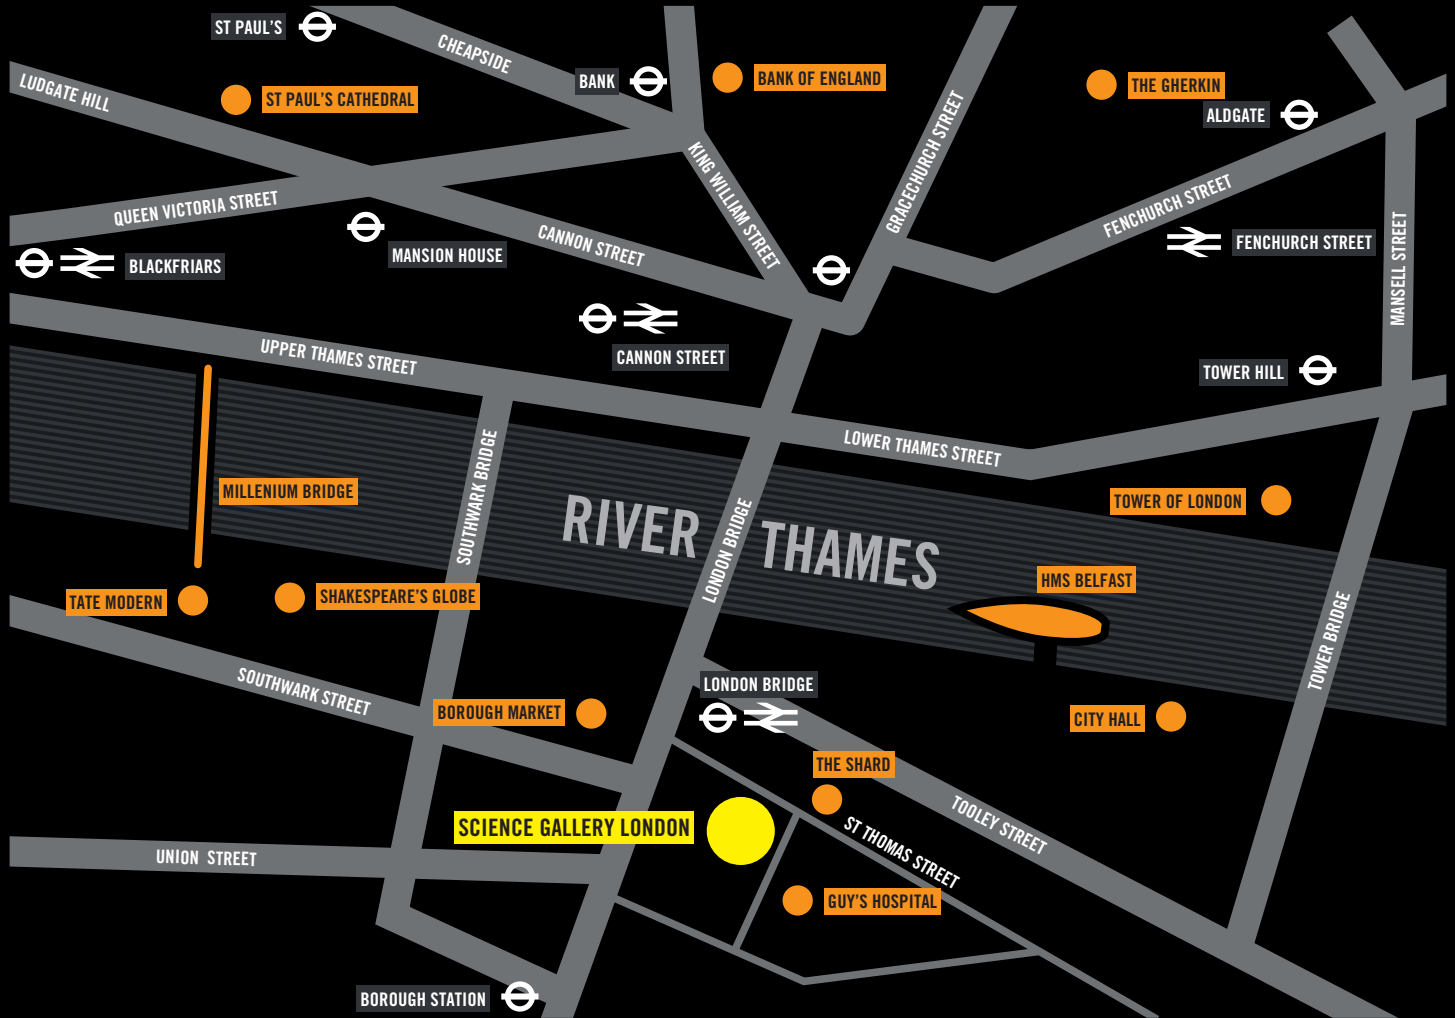 ST PAUL'S
CHEAPSIDE
LUDGATE HILL
ST PAUL'S CATHEDRAL
BANK
BANK OF ENGLAND
THE GHERKIN
ALDGATE
KING WILLIAM STREET
GRACECHURCH STREET
FENCHURCH STREET
QUEEN VICTORIA STREET
CANNON STREET
MANSION HOUSE
BLACKFRIARS
FENCHURCH STREET
MANSELL STREET
UPPER THAMES STREET
CANNON STREET
TOWER HILL
LOWER THAMES STREET
MILLENIUM BRIDGE
SOUTHWARK BRIDGE
RIVER THAMES
LONDON BRIDGE
TOWER OF LONDON
HMS BELFAST
TATE MODERN
SHAKESPEARE'S GLOBE
TOWER BRIDGE
SOUTHWARK STREET
BOROUGH MARKET
LONDON BRIDGE
CITY HALL
THE SHARD
TOOLEY STREET
SCIENCE GALLERY LONDON
ST THOMAS STREET
UNION STREET
GUY'S HOSPITAL
BOROUGH STATION